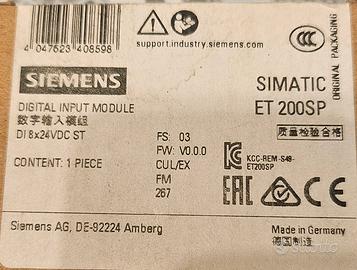 4 047623 408598
support.industry.siemens.com
CCC
ORIGINAL PACKAGING
SIEMENS
SIMATIC
ET 200SP
DIGITAL INPUT MODULE
数字输入模组
DI 8x24VDC ST
质量检验合格
FS: 03
FW: V0.0.0
CONTENT: 1 PIECE
CUL/EX
FM
267
KCC-REM-S49-
ET200SP
EAC
Siemens AG, DE-92224 Amberg
Made in Germany
德国制造
subito